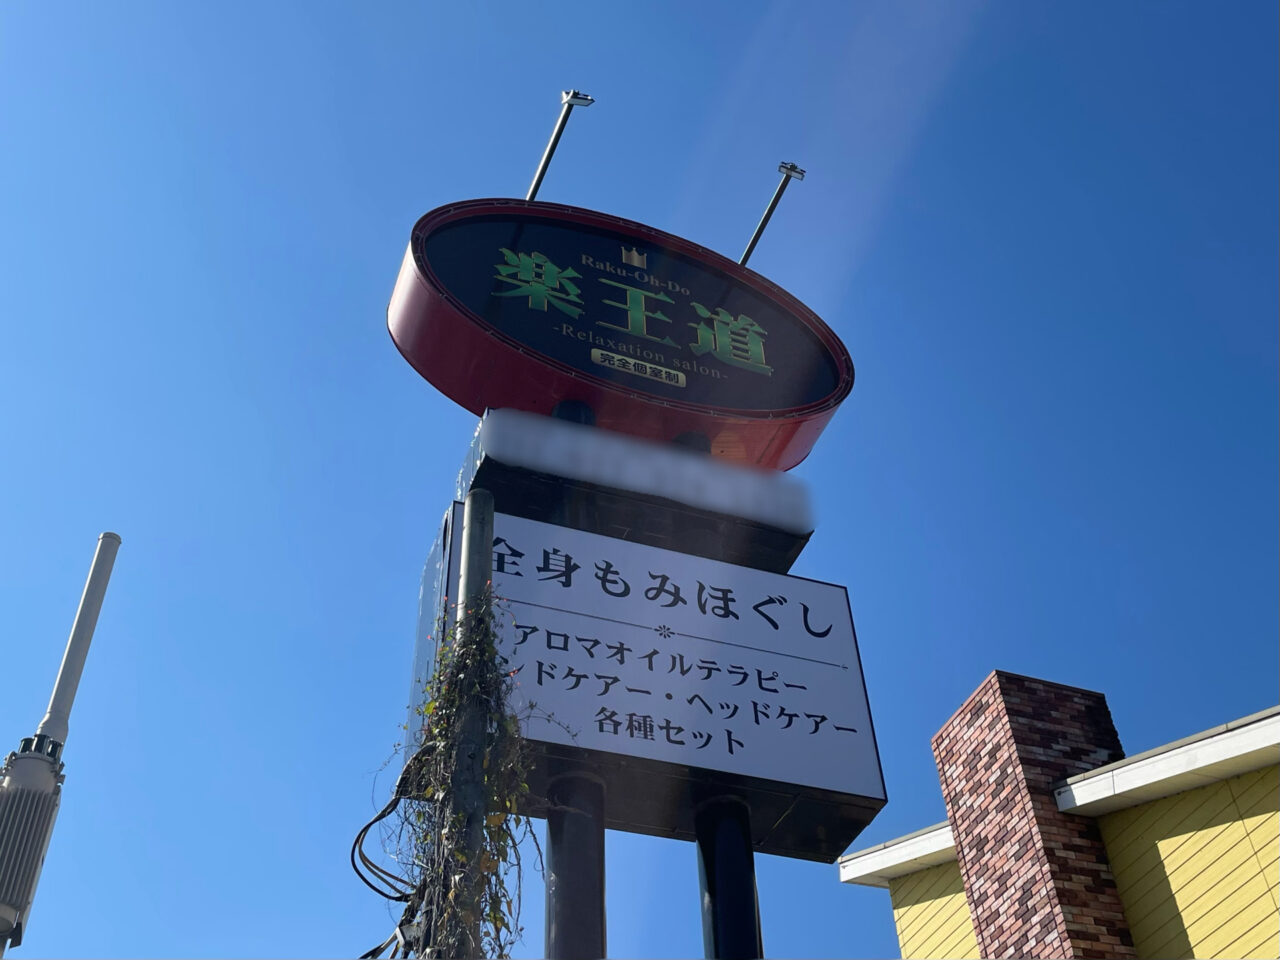 Raku-Oh-Do
楽王道
-Relaxation salon-
完全個室制
全身もみほぐし
アロマオイルテラピー
ンドケアー・ヘッドケアー
各種セット